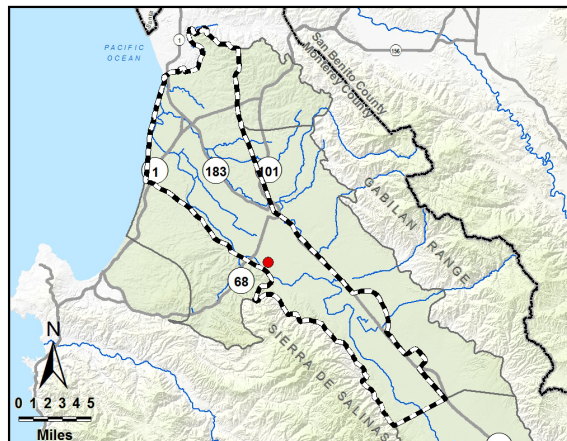 Santa
1
156
PACIFIC
OCEAN
San Benito County
Monterey County
1
183
101
GABILAN RANGE
68
SIERRA DE SALINAS
N
0 1 2 3 4 5
Miles